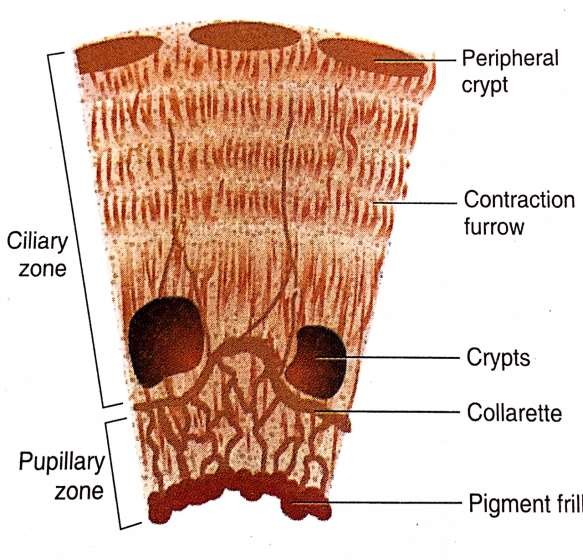 Peripheral
crypt
Contraction
furrow
Ciliary
zone
Crypts
Collarette
Pupillary
zone
Pigment frill